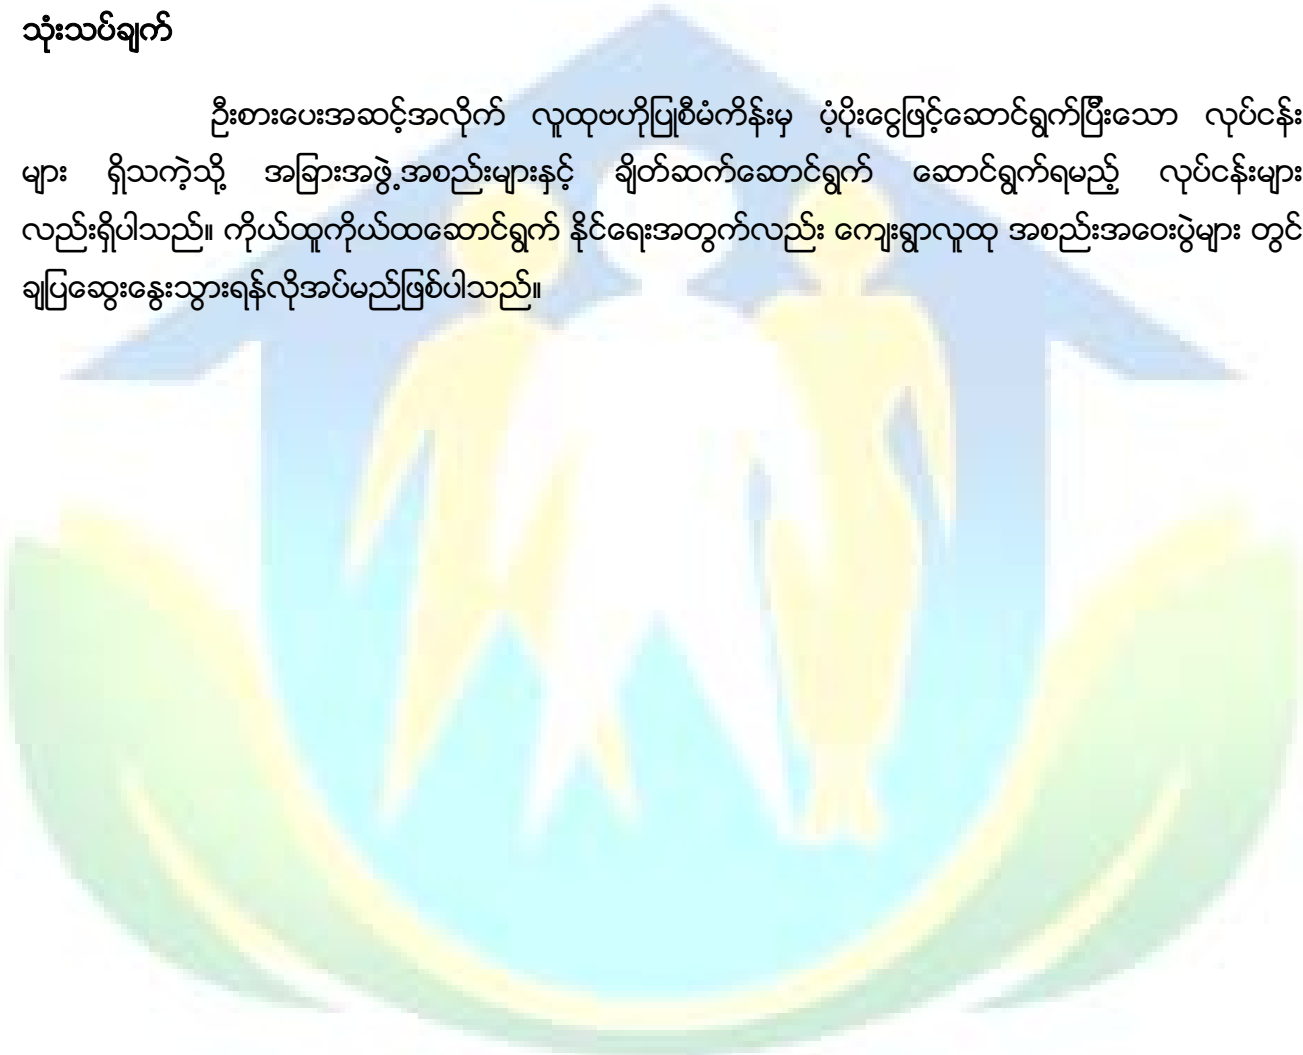 သုံးသပ်ချက်
ဦးစားပေးအဆင့်အလိုက် လူထုဗဟိုပြုစီမံကိန်းမှ ပံ့ပိုးငွေဖြင့်ဆောင်ရွက်ပြီးသော လုပ်ငန်း
များ ရှိသကဲ့သို့ အခြားအဖွဲ့အစည်းများနှင့် ချိတ်ဆက်ဆောင်ရွက် ဆောင်ရွက်ရမည့် လုပ်ငန်းများ
လည်းရှိပါသည်။ ကိုယ်ထူကိုယ်ထဆောင်ရွက် နိုင်ရေးအတွက်လည်း ကျေးရွာလူထု အစည်းအဝေးပွဲများ တွင်
ချပြဆွေးနွေးသွားရန်လိုအပ်မည်ဖြစ်ပါသည်။